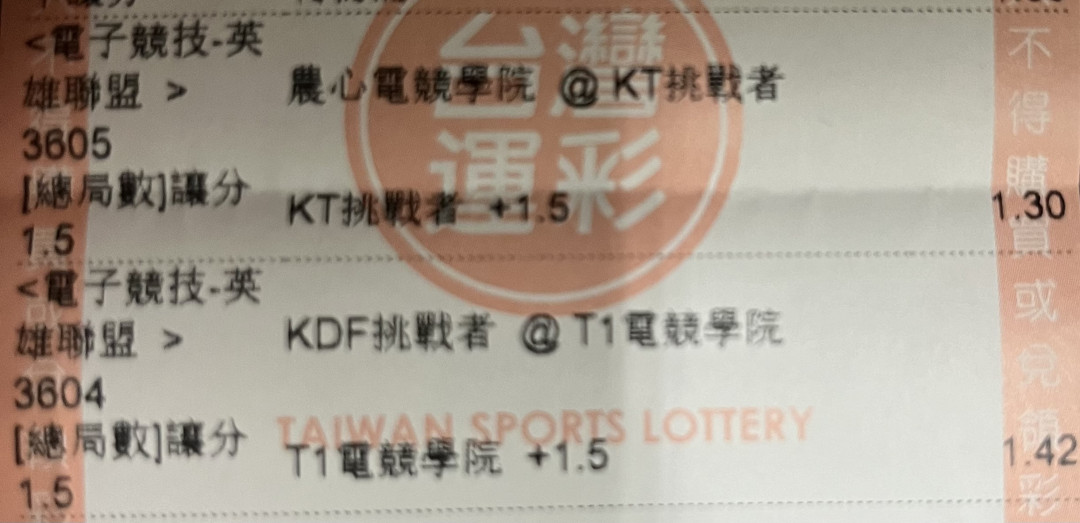 <電子競技-英
雄聯盟 > 農心電競學院 @ KT挑戰者
3605
[總局數]讓分
1.5 KT挑戰者 +1.5 1.30
<電子競技-英
雄聯盟 > KDF挑戰者 @ T1電競學院
3604
[總局數]讓分
1.5 T1電競學院 +1.5 1.42
台灣
運彩
TAIWAN SPORTS LOTTERY
不得購買或兌領彩